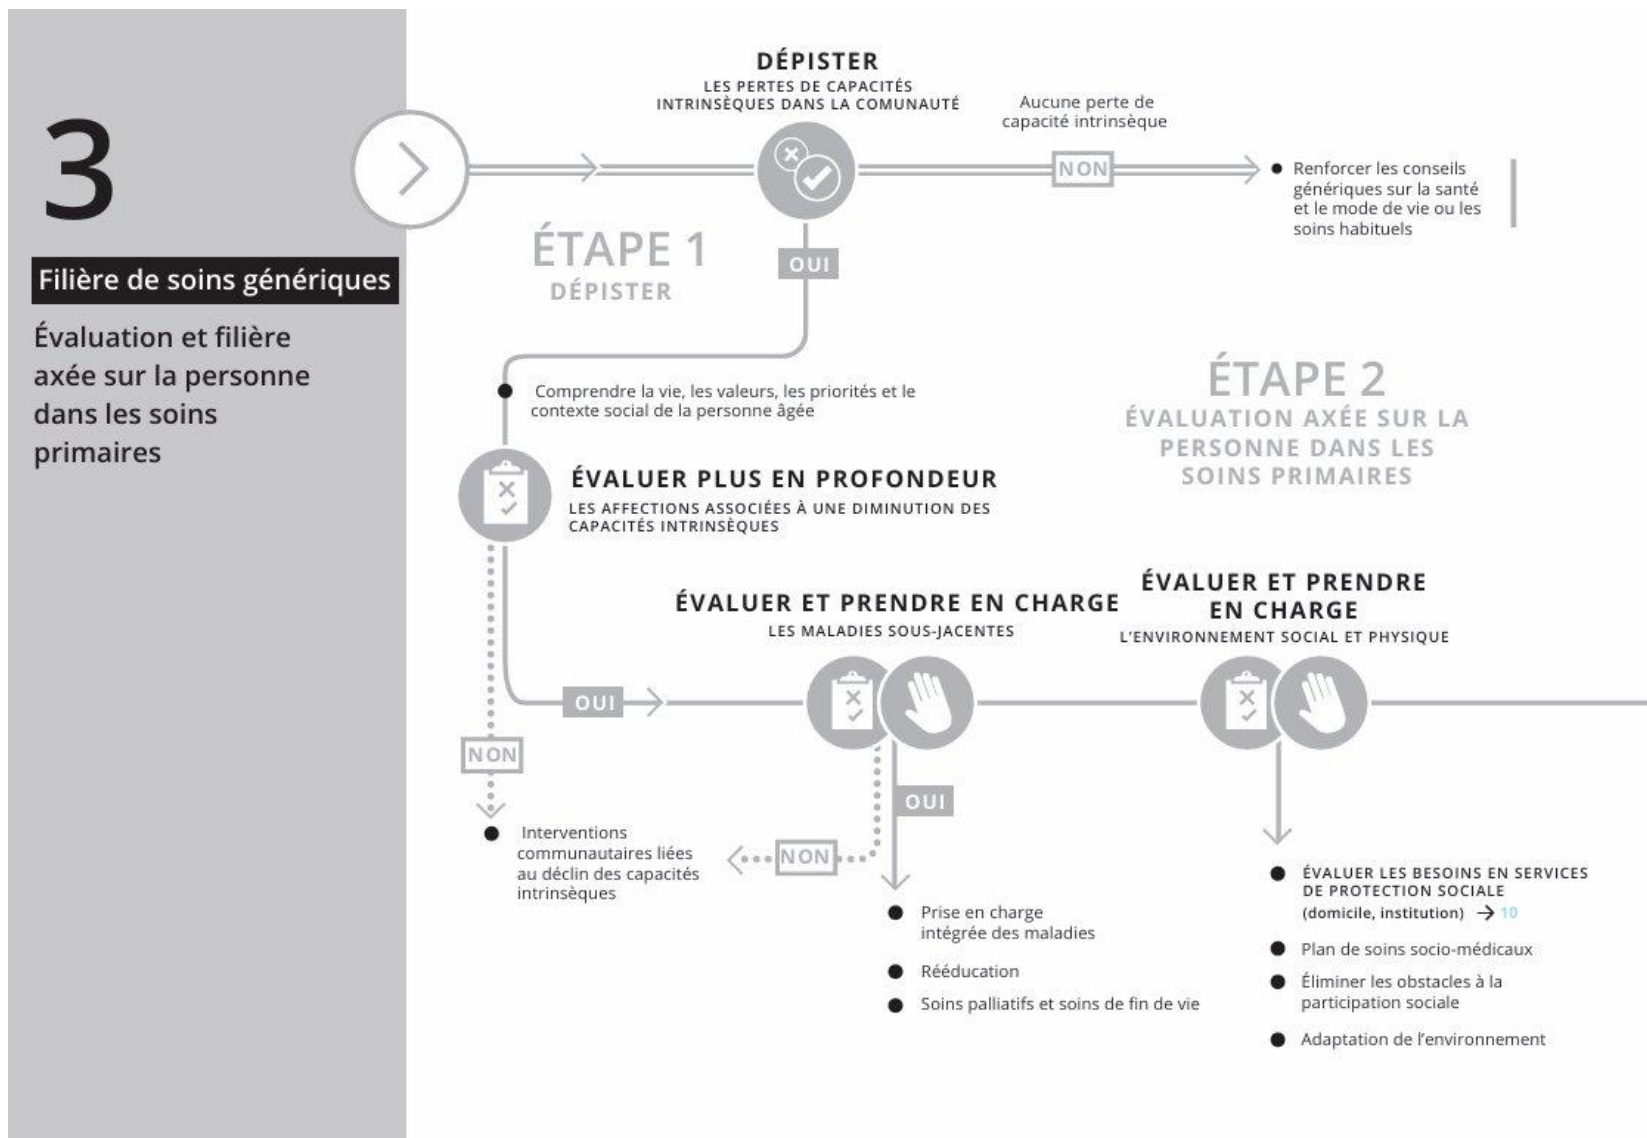 3
Filière de soins génériques
Évaluation et filière
axée sur la personne
dans les soins
primaires
DÉPISTER
LES PERTES DE CAPACITÉS
INTRINSÈQUES DANS LA COMUNAUTÉ
Aucune perte de
capacité intrinsèque
NON
Renforcer les conseils
génériques sur la santé
et le mode de vie ou les
soins habituels
ÉTAPE 1
DÉPISTER
OUI
Comprendre la vie, les valeurs, les priorités et le
contexte social de la personne âgée
ÉTAPE 2
ÉVALUATION AXÉE SUR LA
PERSONNE DANS LES
SOINS PRIMAIRES
ÉVALUER PLUS EN PROFONDEUR
LES AFFECTIONS ASSOCIÉES À UNE DIMINUTION DES
CAPACITÉS INTRINSÈQUES
ÉVALUER ET PRENDRE EN CHARGE
LES MALADIES SOUS-JACENTES
ÉVALUER ET PRENDRE
EN CHARGE
L'ENVIRONNEMENT SOCIAL ET PHYSIQUE
OUI
NON
Interventions
communautaires liées
au déclin des capacités
intrinsèques
OUI
NON
Prise en charge
intégrée des maladies
Rééducation
Soins palliatifs et soins de fin de vie
ÉVALUER LES BESOINS EN SERVICES
DE PROTECTION SOCIALE
(domicile, institution) → 10
Plan de soins socio-médicaux
Éliminer les obstacles à la
participation sociale
Adaptation de l'environnement